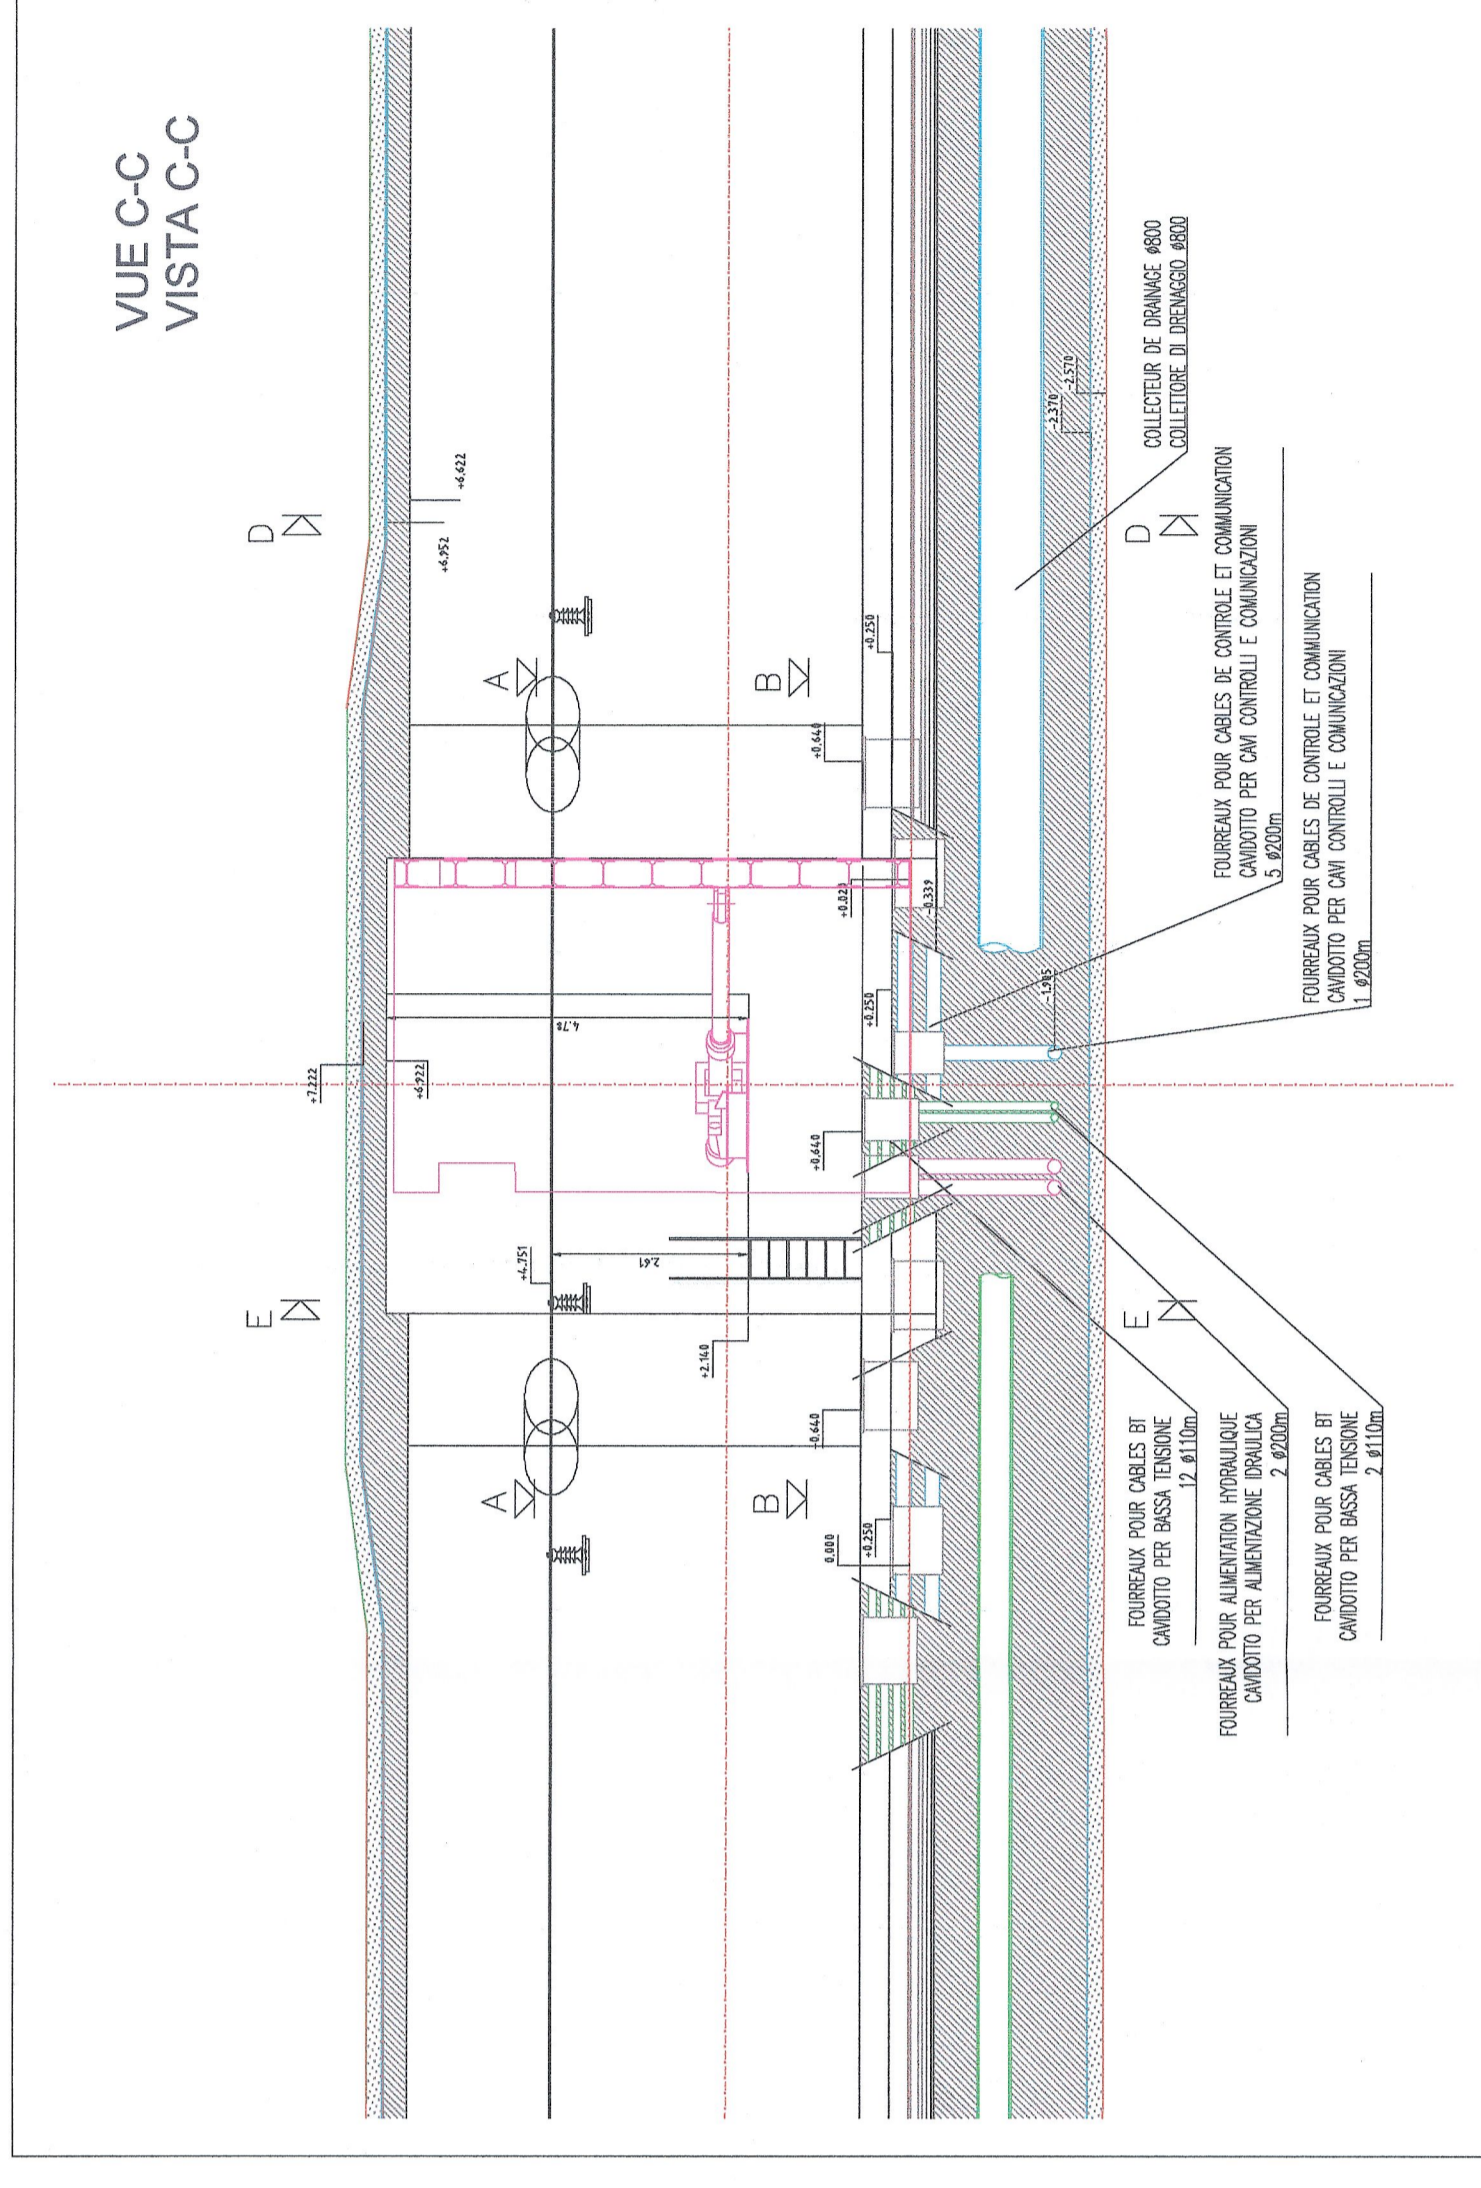 VUE C-C
VISTA C-C
D
+6.622
+6.952
A
B
+0.250
+0.640
+0.020
-0.339
+0.250
4.78
+7.222
+6.922
+0.640
E
+4.751
2.61
+2.140
-0.640
A
B
0.000
+0.250
-2.570
-2.370
-1.985
D
E
COLLECTEUR DE DRAINAGE ø800
COLLETTORE DI DRENAGGIO ø800
FOURREAUX POUR CABLES DE CONTROLE ET COMMUNICATION
CAVIDOTTO PER CAVI CONTROLLI E COMUNICAZIONI
5 ø200m
FOURREAUX POUR CABLES DE CONTROLE ET COMMUNICATION
CAVIDOTTO PER CAVI CONTROLLI E COMUNICAZIONI
1 ø200m
FOURREAUX POUR CABLES BT
CAVIDOTTO PER BASSA TENSIONE
12 ø110m
FOURREAUX POUR ALIMENTATION HYDRAULIQUE
CAVIDOTTO PER ALIMENTAZIONE IDRAULICA
2 ø200m
FOURREAUX POUR CABLES BT
CAVIDOTTO PER BASSA TENSIONE
2 ø110m